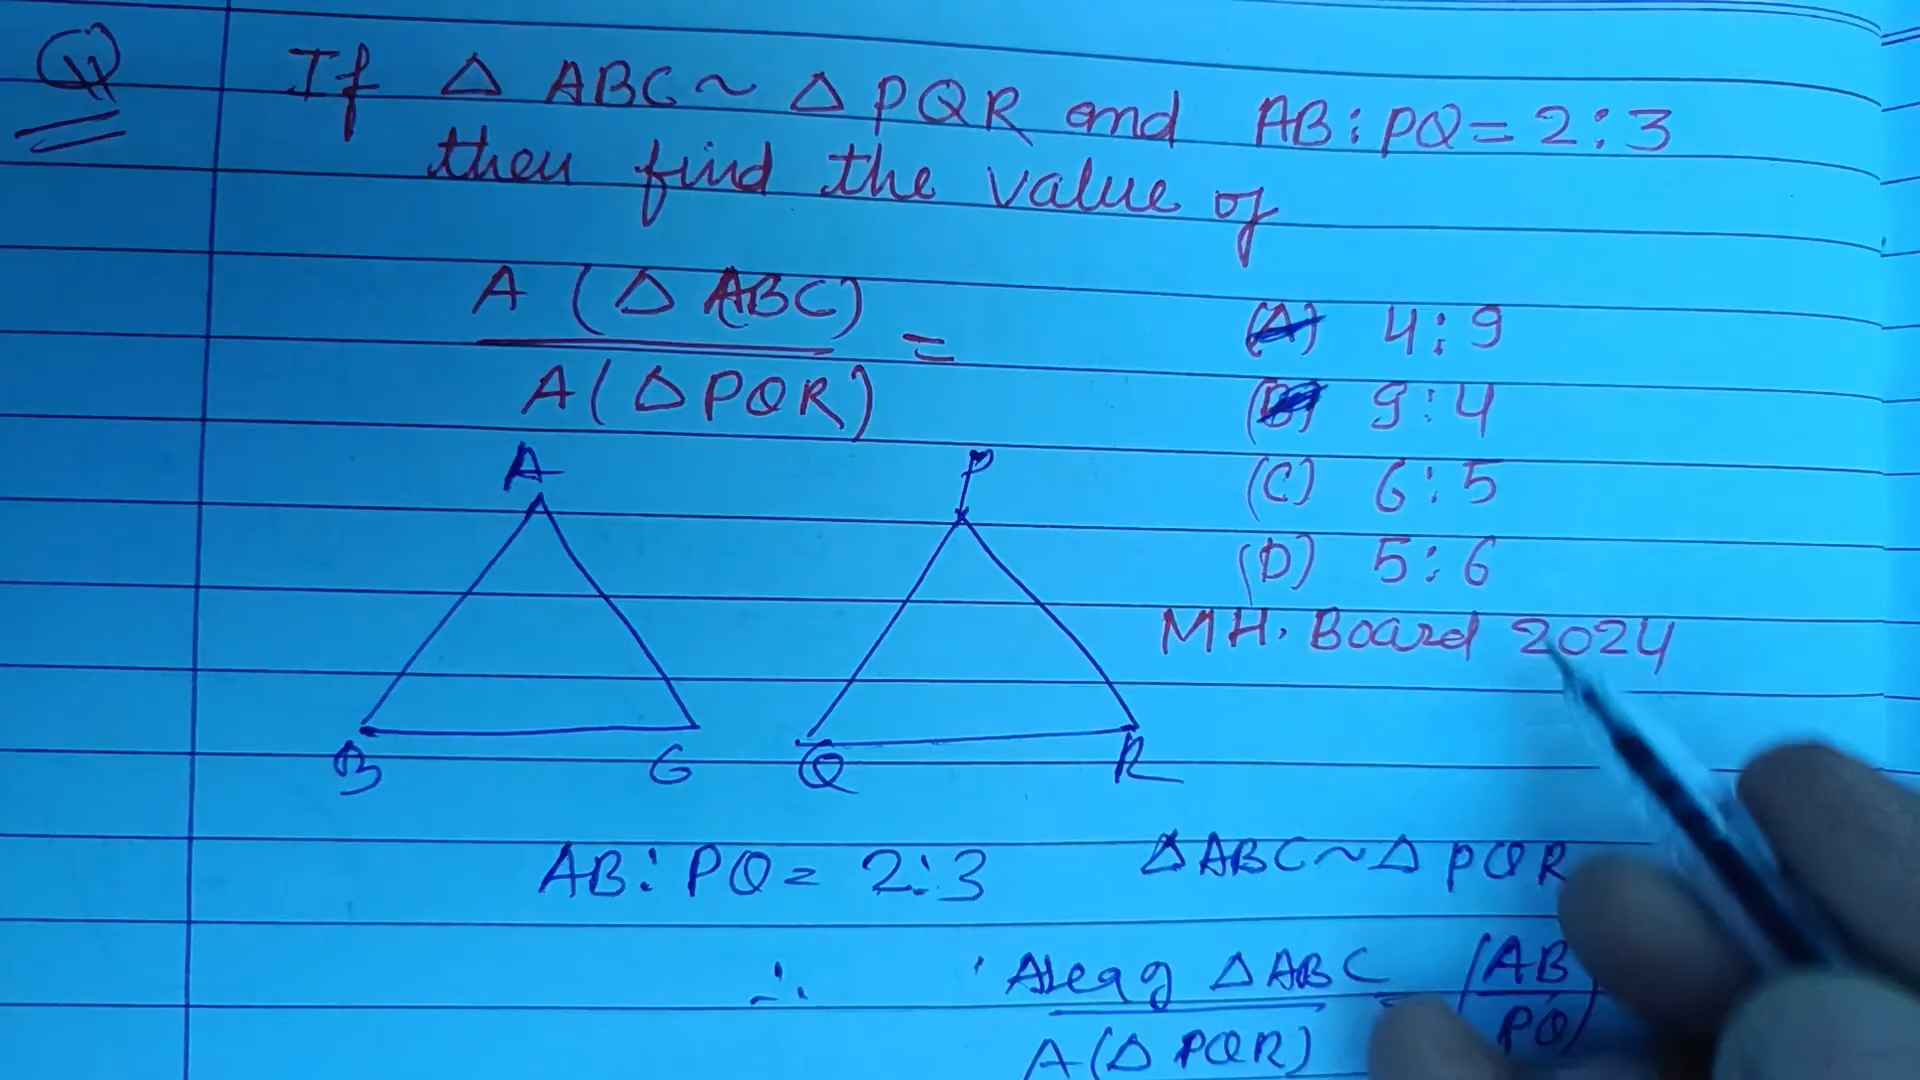 Q
If △ ABC ~ △ PQR and AB : PQ = 2 : 3
then find the value of
A (△ ABC)
A (△ PQR)
=
(A) 4 : 9
(B) 9 : 4
(C) 6 : 5
(D) 5 : 6
MH. Board 2024
A
P
B
C
Q
R
AB : PQ = 2 : 3
△ ABC ~ △ PQR
∴
Area of △ ABC = (AB
A (△ PQR)
PQ)